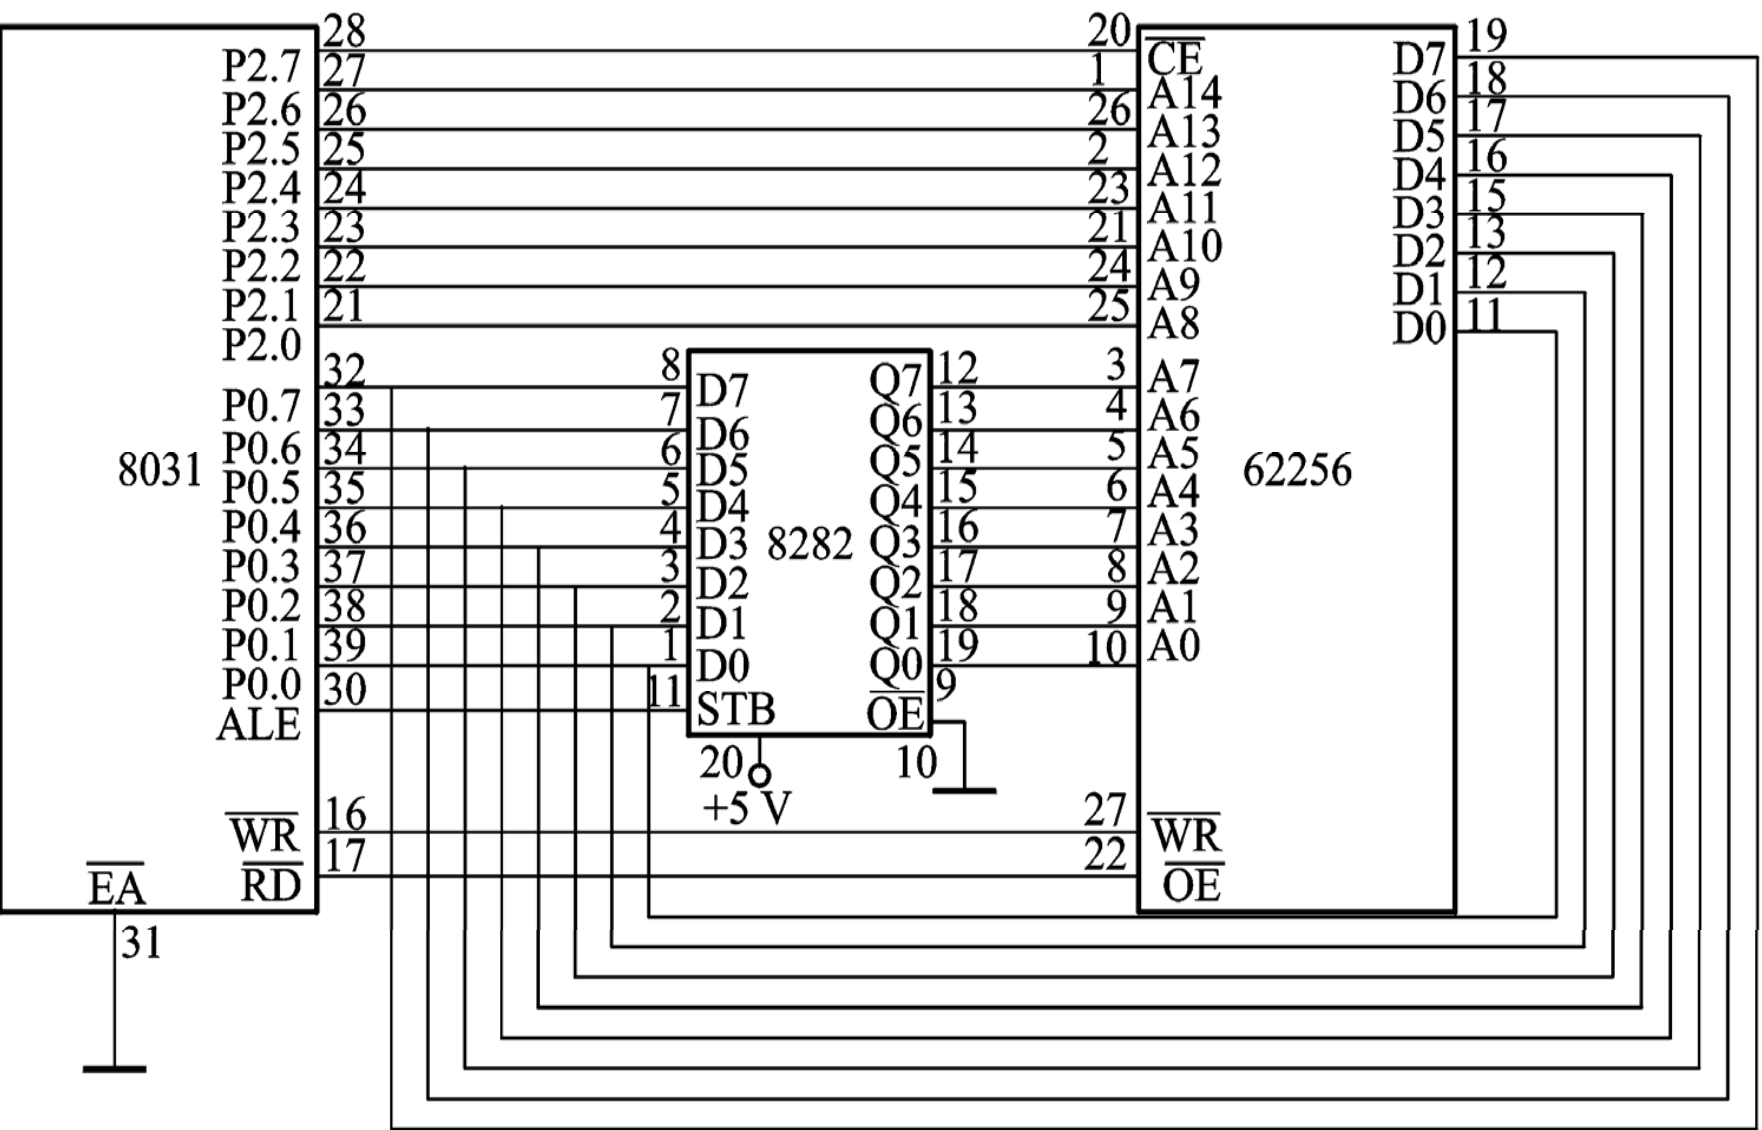 28
P2.7
27
P2.6
26
P2.5
25
P2.4
24
P2.3
23
P2.2
22
P2.1
21
P2.0
32
P0.7
33
P0.6
34
P0.5
35
P0.4
36
P0.3
37
P0.2
38
P0.1
39
P0.0
30
ALE
8031
WR
16
RD
17
EA
31
8
D7
7
D6
6
D5
5
D4
4
D3
3
D2
2
D1
1
D0
11
STB
8282
Q7
12
Q6
13
Q5
14
Q4
15
Q3
16
Q2
17
Q1
18
Q0
19
OE
9
20
+5 V
10
20
CE
1
A14
26
A13
2
A12
23
A11
21
A10
24
A9
25
A8
3
A7
4
A6
5
A5
6
A4
7
A3
8
A2
9
A1
10
A0
62256
27
WR
22
OE
D7
19
D6
18
D5
17
D4
16
D3
15
D2
13
D1
12
D0
11